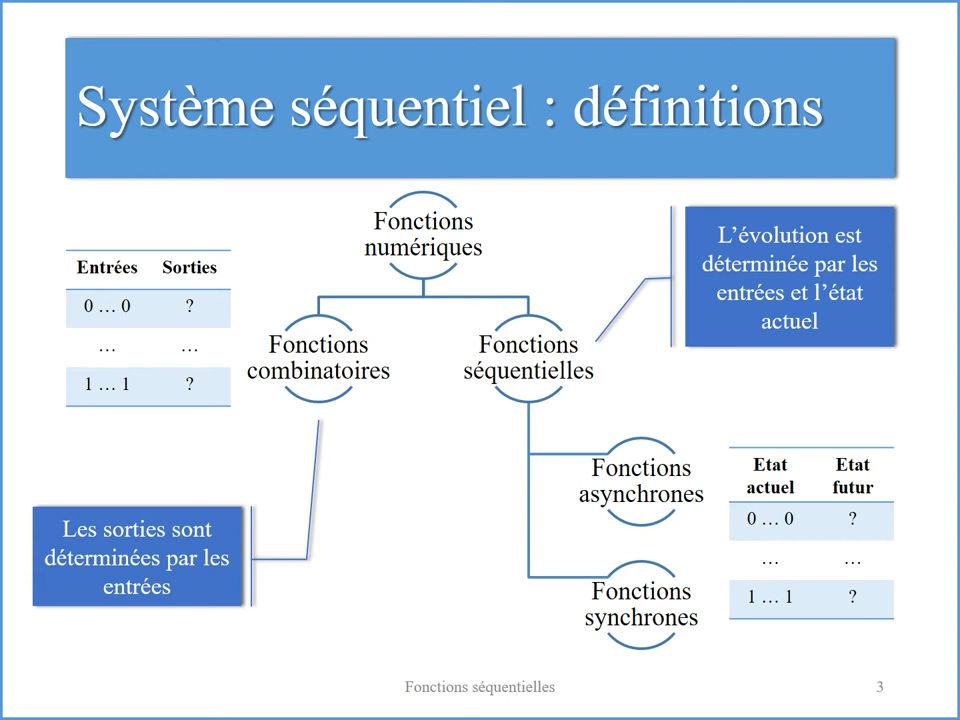 Système séquentiel : définitions
Fonctions
numériques
L’évolution est
déterminée par les
entrées et l’état
actuel
Entrées Sorties
0 … 0 ?
… …
1 … 1 ?
Fonctions
combinatoires
Fonctions
séquentielles
Fonctions
asynchrones
Etat Etat
actuel futur
0 … 0 ?
… …
1 … 1 ?
Les sorties sont
déterminées par les
entrées
Fonctions
synchrones
Fonctions séquentielles
3